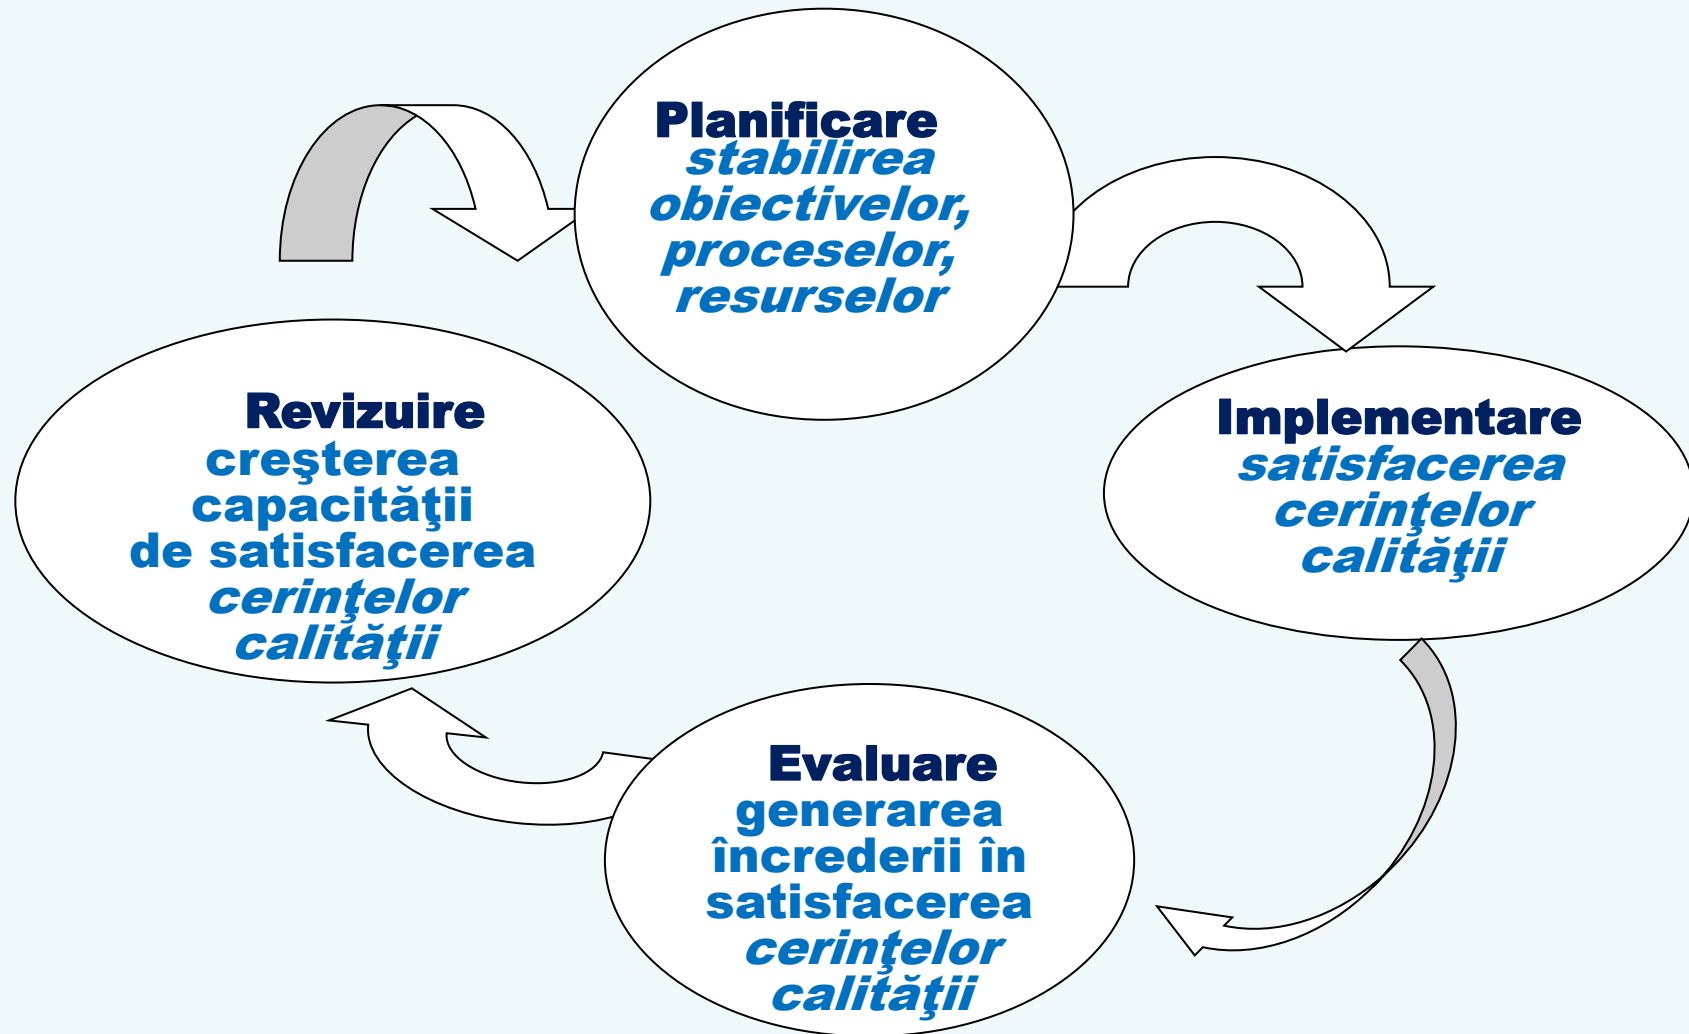 Planificare
stabilirea
obiectivelor,
proceselor,
resurselor
Implementare
satisfacerea
cerinţelor
calităţii
Evaluare
generarea
încrederii în
satisfacerea
cerinţelor
calităţii
Revizuire
creşterea
capacităţii
de satisfacerea
cerinţelor
calităţii